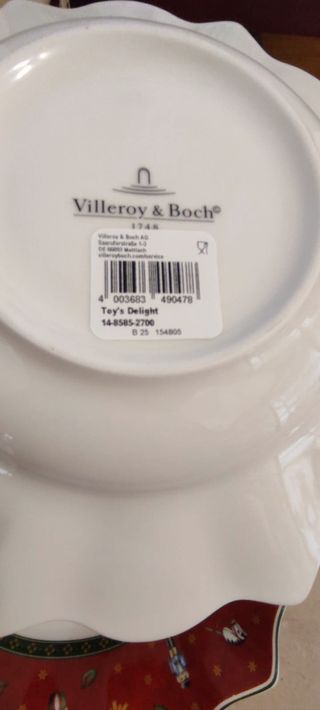 Villeroy & Boch©
1748
Villeroy & Boch AG
Saaruferstraße 1-3
DE 66693 Mettlach
villeroyboch.com/service
4 003683 490478
Toy's Delight
14-8585-2700
B 25 154805